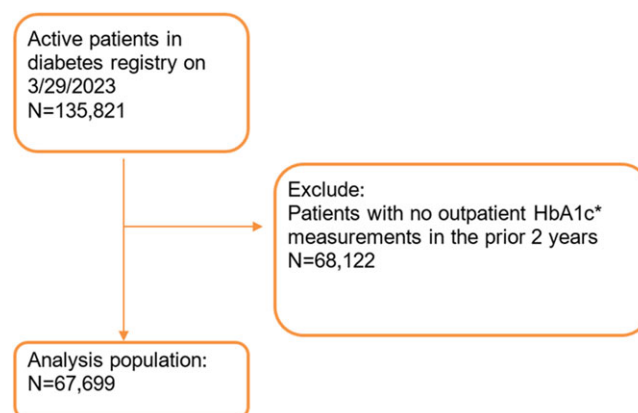 Active patients in
diabetes registry on
3/29/2023
N=135,821
Exclude:
Patients with no outpatient HbA1c*
measurements in the prior 2 years
N=68,122
Analysis population:
N=67,699